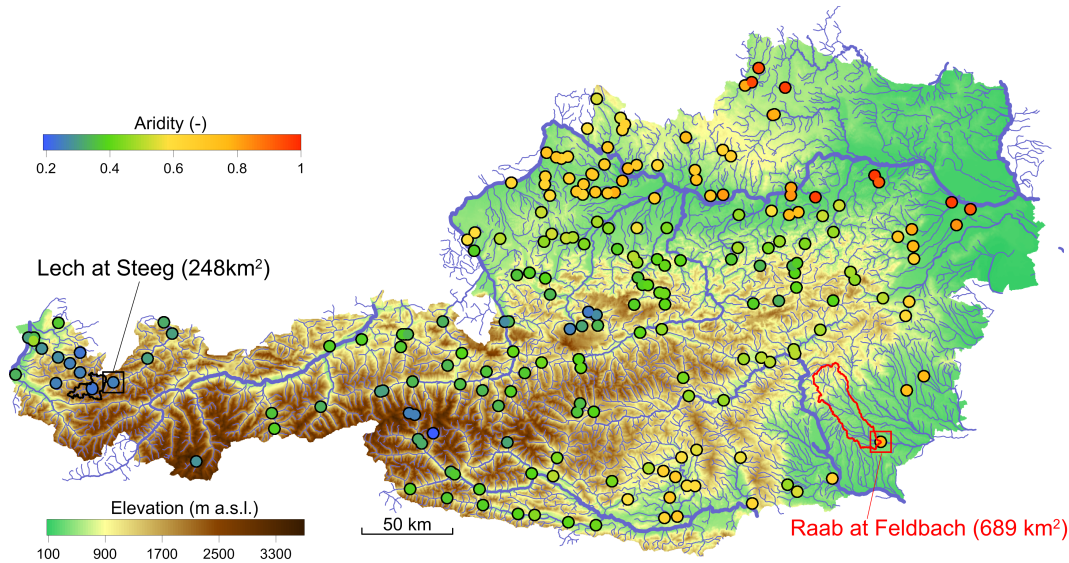 Aridity (-)
0.2 0.4 0.6 0.8 1
Lech at Steeg (248km²)
Elevation (m a.s.l.)
100 900 1700 2500 3300
50 km
Raab at Feldbach (689 km²)